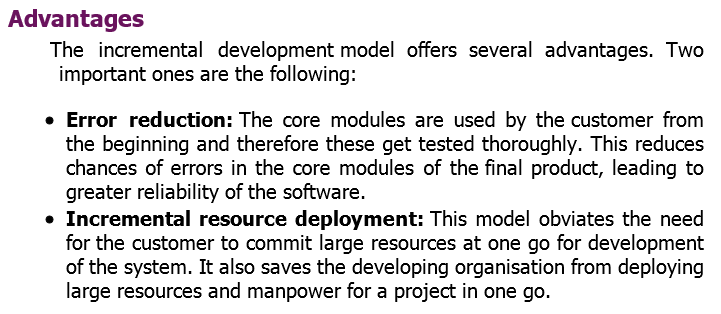 Advantages
The incremental development model offers several advantages. Two
important ones are the following:
• Error reduction: The core modules are used by the customer from
the beginning and therefore these get tested thoroughly. This reduces
chances of errors in the core modules of the final product, leading to
greater reliability of the software.
• Incremental resource deployment: This model obviates the need
for the customer to commit large resources at one go for development
of the system. It also saves the developing organisation from deploying
large resources and manpower for a project in one go.